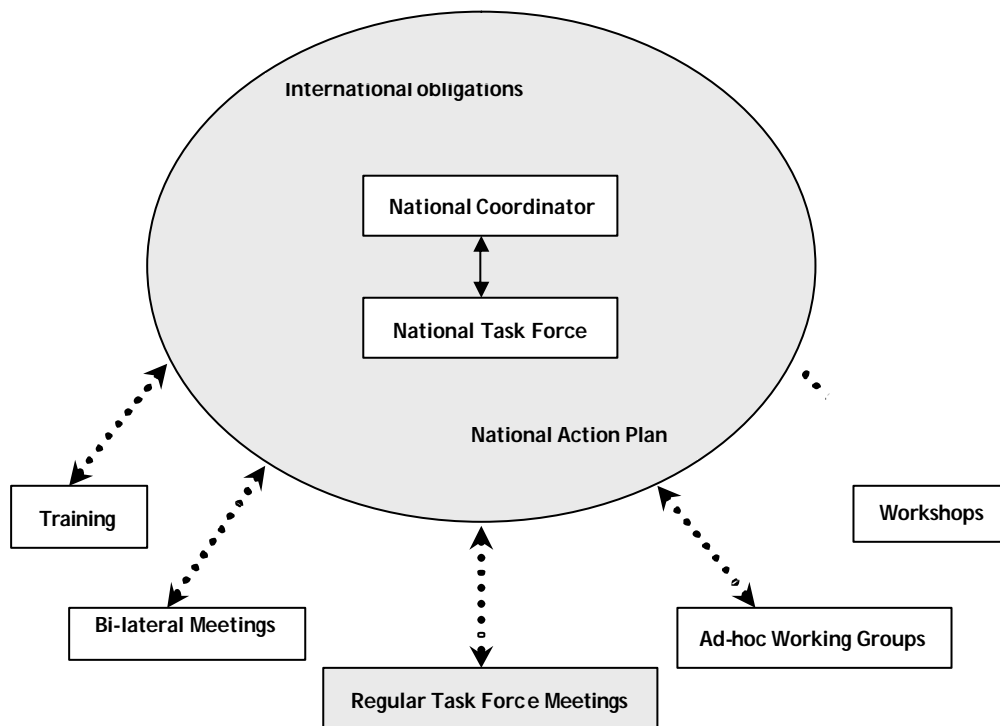 International obligations
National Coordinator
National Task Force
National Action Plan
Training
Workshops
Bi-lateral Meetings
Ad-hoc Working Groups
Regular Task Force Meetings